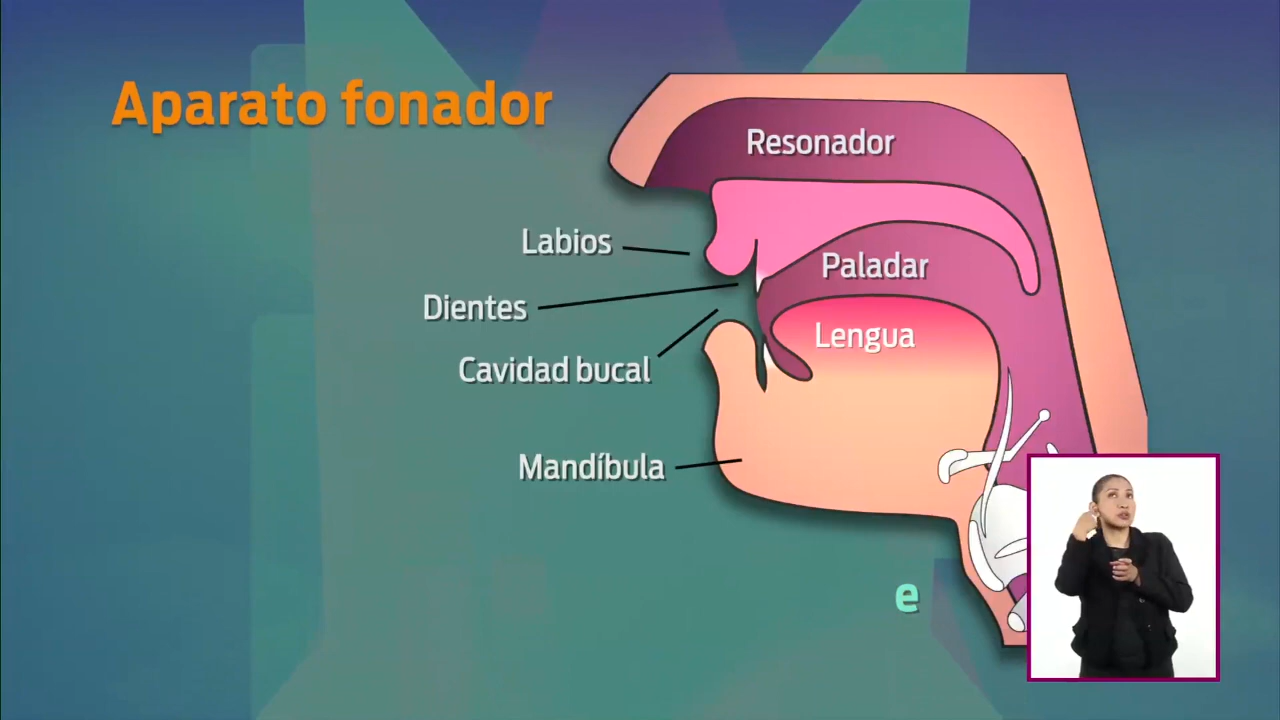 Aparato fonador
Resonador
Labios
Paladar
Dientes
Lengua
Cavidad bucal
Mandíbula
e